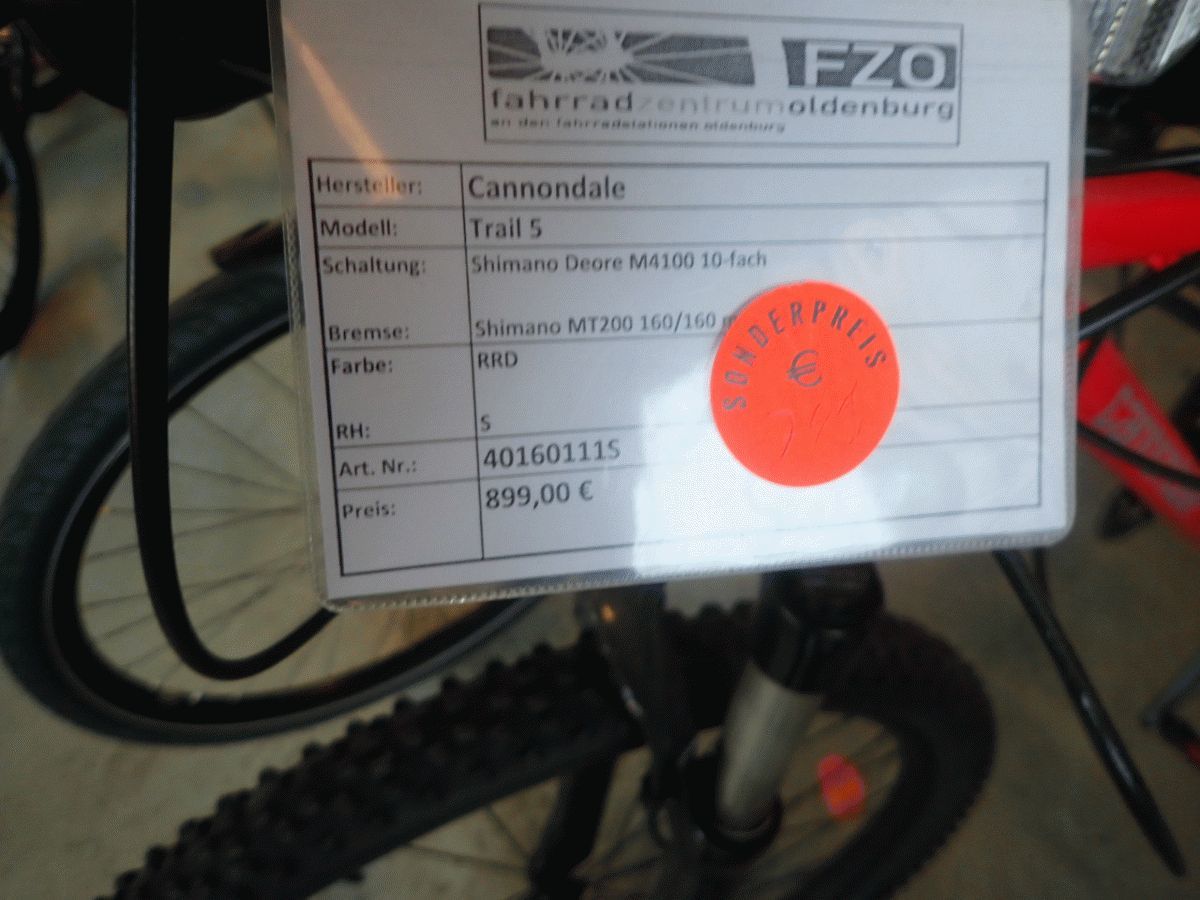 FZO
fahrradzentrumoldenburg
an den fahrradstationen oldenburg
Hersteller: Cannondale
Modell: Trail 5
Schaltung: Shimano Deore M4100 10-fach
Bremse: Shimano MT200 160/160
Farbe: RRD
RH: S
Art. Nr.: 40160111S
Preis: 899,00 €
SONDERPREIS
€